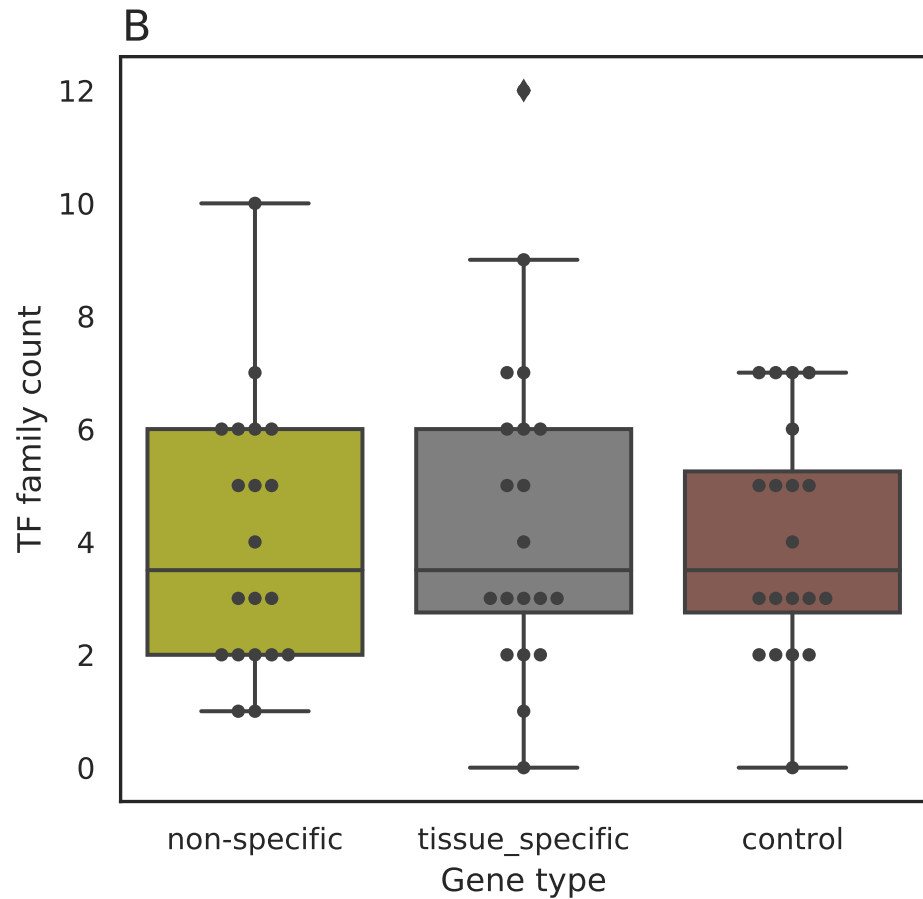 B
12
10
8
6
4
2
0
TF family count
non-specific
tissue_specific
control
Gene type